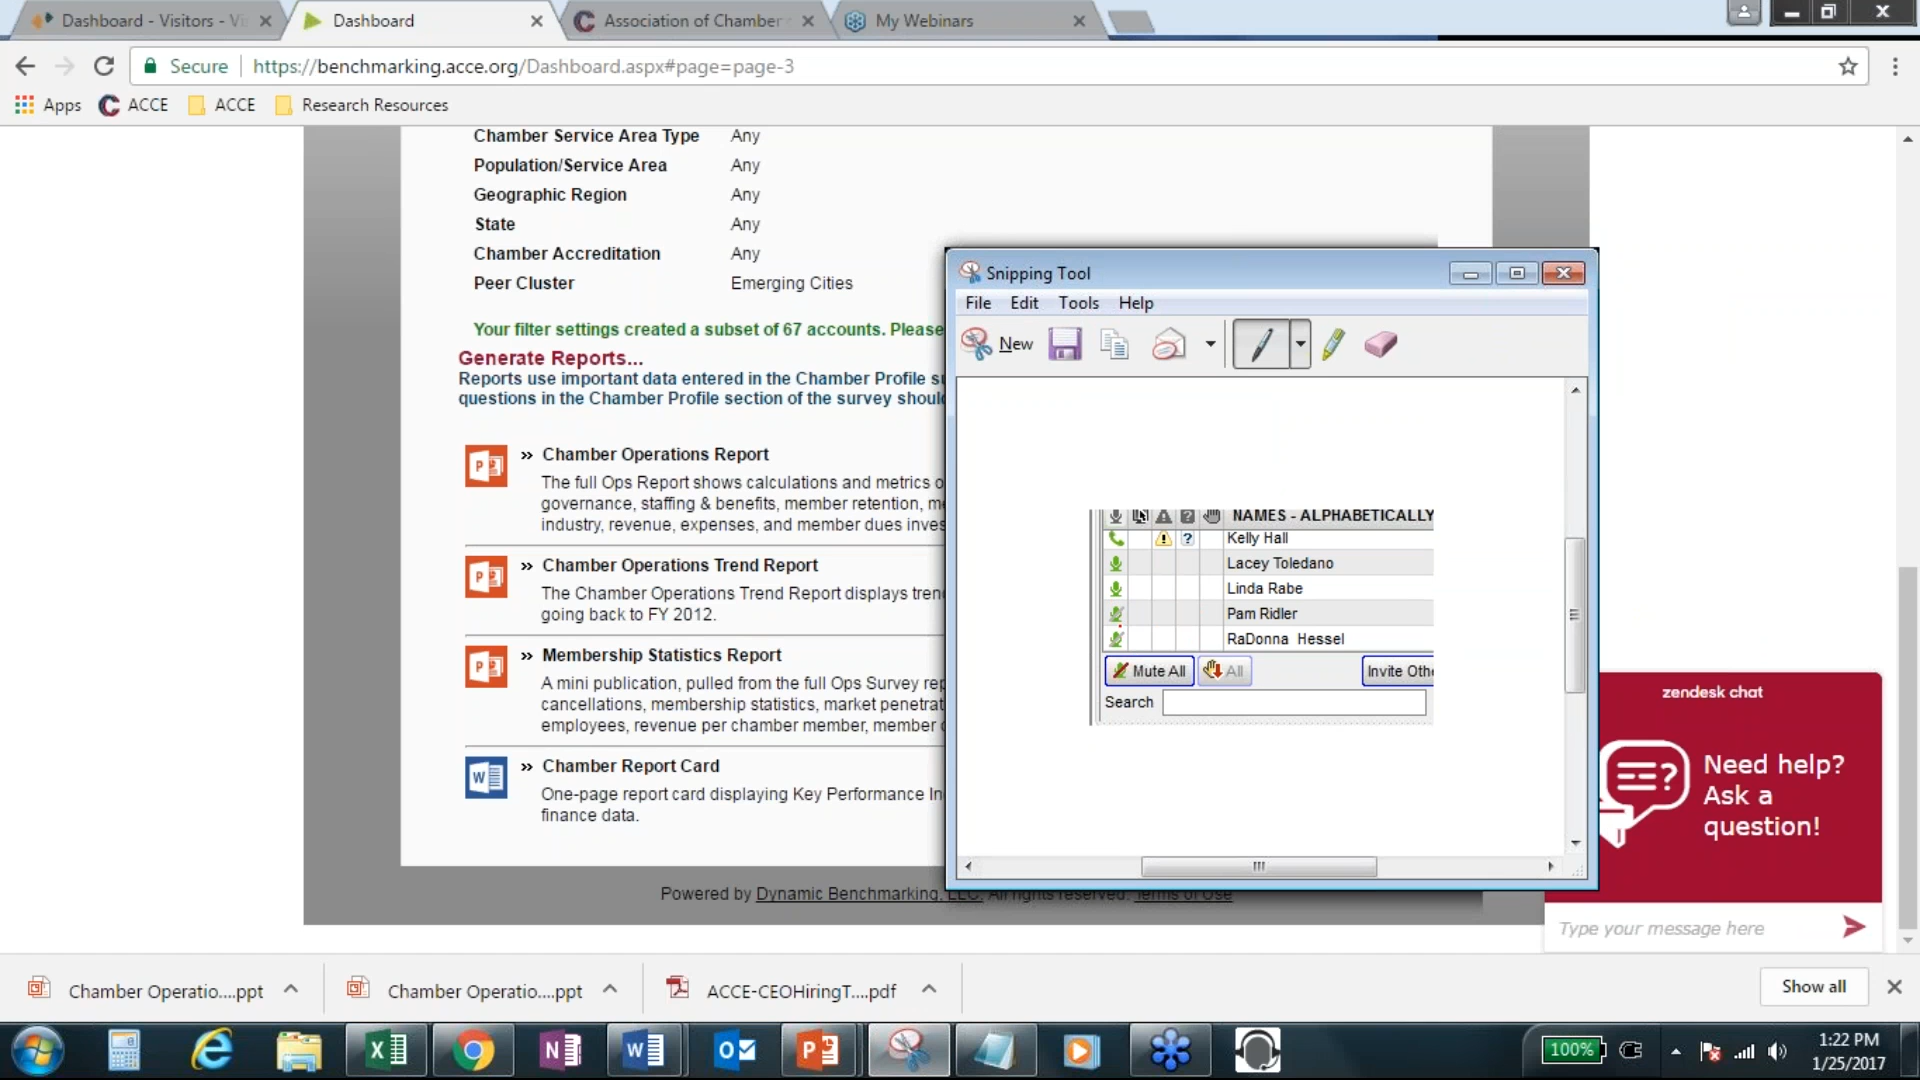 Dashboard - Visitors - Vi
Dashboard
Association of Chamber
My Webinars
Secure
https://benchmarking.acce.org/Dashboard.aspx#page=page-3
Apps
ACCE
ACCE
Research Resources
Chamber Service Area Type Any
Population/Service Area Any
Geographic Region Any
State Any
Chamber Accreditation Any
Peer Cluster Emerging Cities
Your filter settings created a subset of 67 accounts. Please
Generate Reports...
Reports use important data entered in the Chamber Profile su
questions in the Chamber Profile section of the survey shoul
» Chamber Operations Report
The full Ops Report shows calculations and metrics o
governance, staffing & benefits, member retention, me
industry, revenue, expenses, and member dues inves
» Chamber Operations Trend Report
The Chamber Operations Trend Report displays tren
going back to FY 2012.
» Membership Statistics Report
A mini publication, pulled from the full Ops Survey rep
cancellations, membership statistics, market penetrat
employees, revenue per chamber member, member
» Chamber Report Card
One-page report card displaying Key Performance In
finance data.
Powered by Dynamic Benchmarking, LLC. All rights reserved. Terms of Use
Snipping Tool
File Edit Tools Help
New
NAMES - ALPHABETICALLY
Kelly Hall
Lacey Toledano
Linda Rabe
Pam Ridler
RaDonna Hessel
Mute All
All
Invite Othe
Search
zendesk chat
Need help?
Ask a
question!
Type your message here
Chamber Operatio....ppt
Chamber Operatio....ppt
ACCE-CEOHiringT....pdf
Show all
100%
1:22 PM
1/25/2017